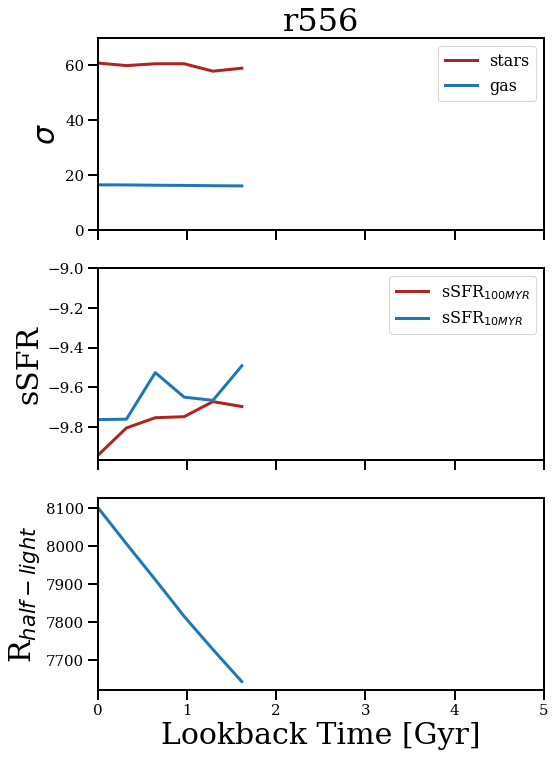 r556
σ
60
40
20
0
stars
gas
sSFR
−9.0
−9.2
−9.4
−9.6
−9.8
sSFR100MYR
sSFR10MYR
Rhalf−light
8100
8000
7900
7800
7700
0 1 2 3 4 5
Lookback Time [Gyr]